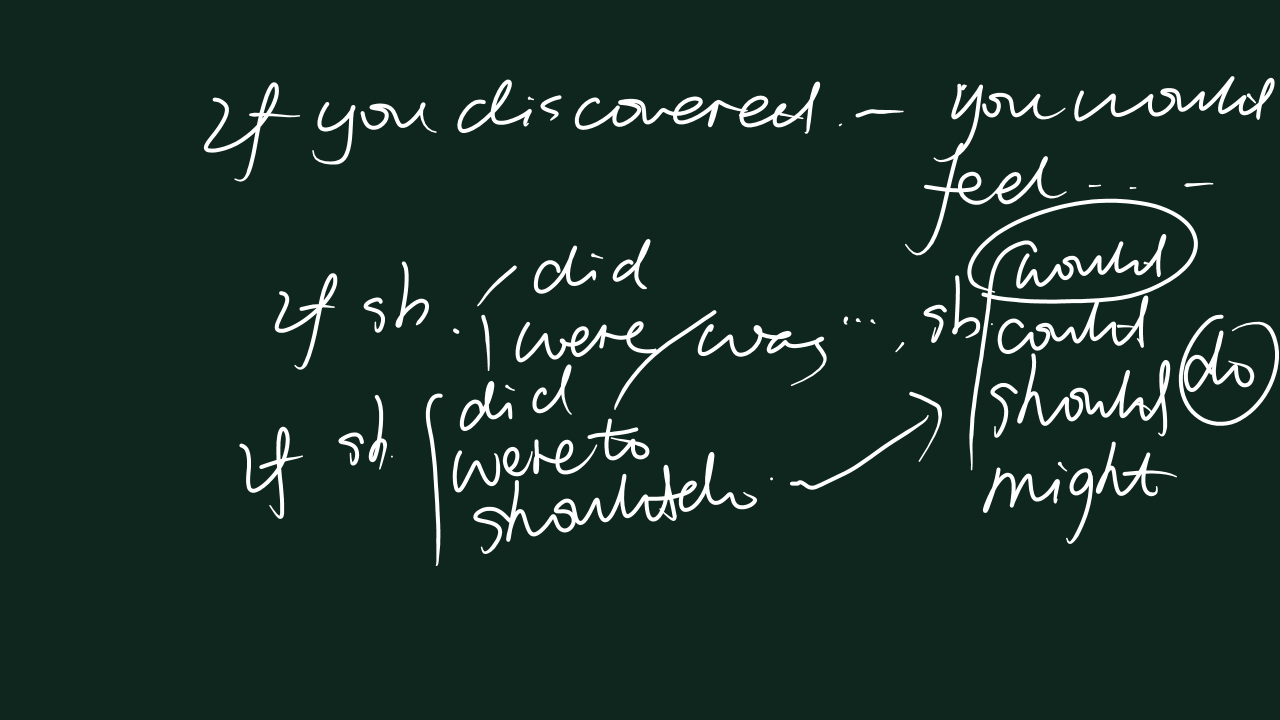 If you discovered. — you would
feel ... —
If sb. did
were/was ..., sb. would
could
should do
might
If sb. did
were to
should do.